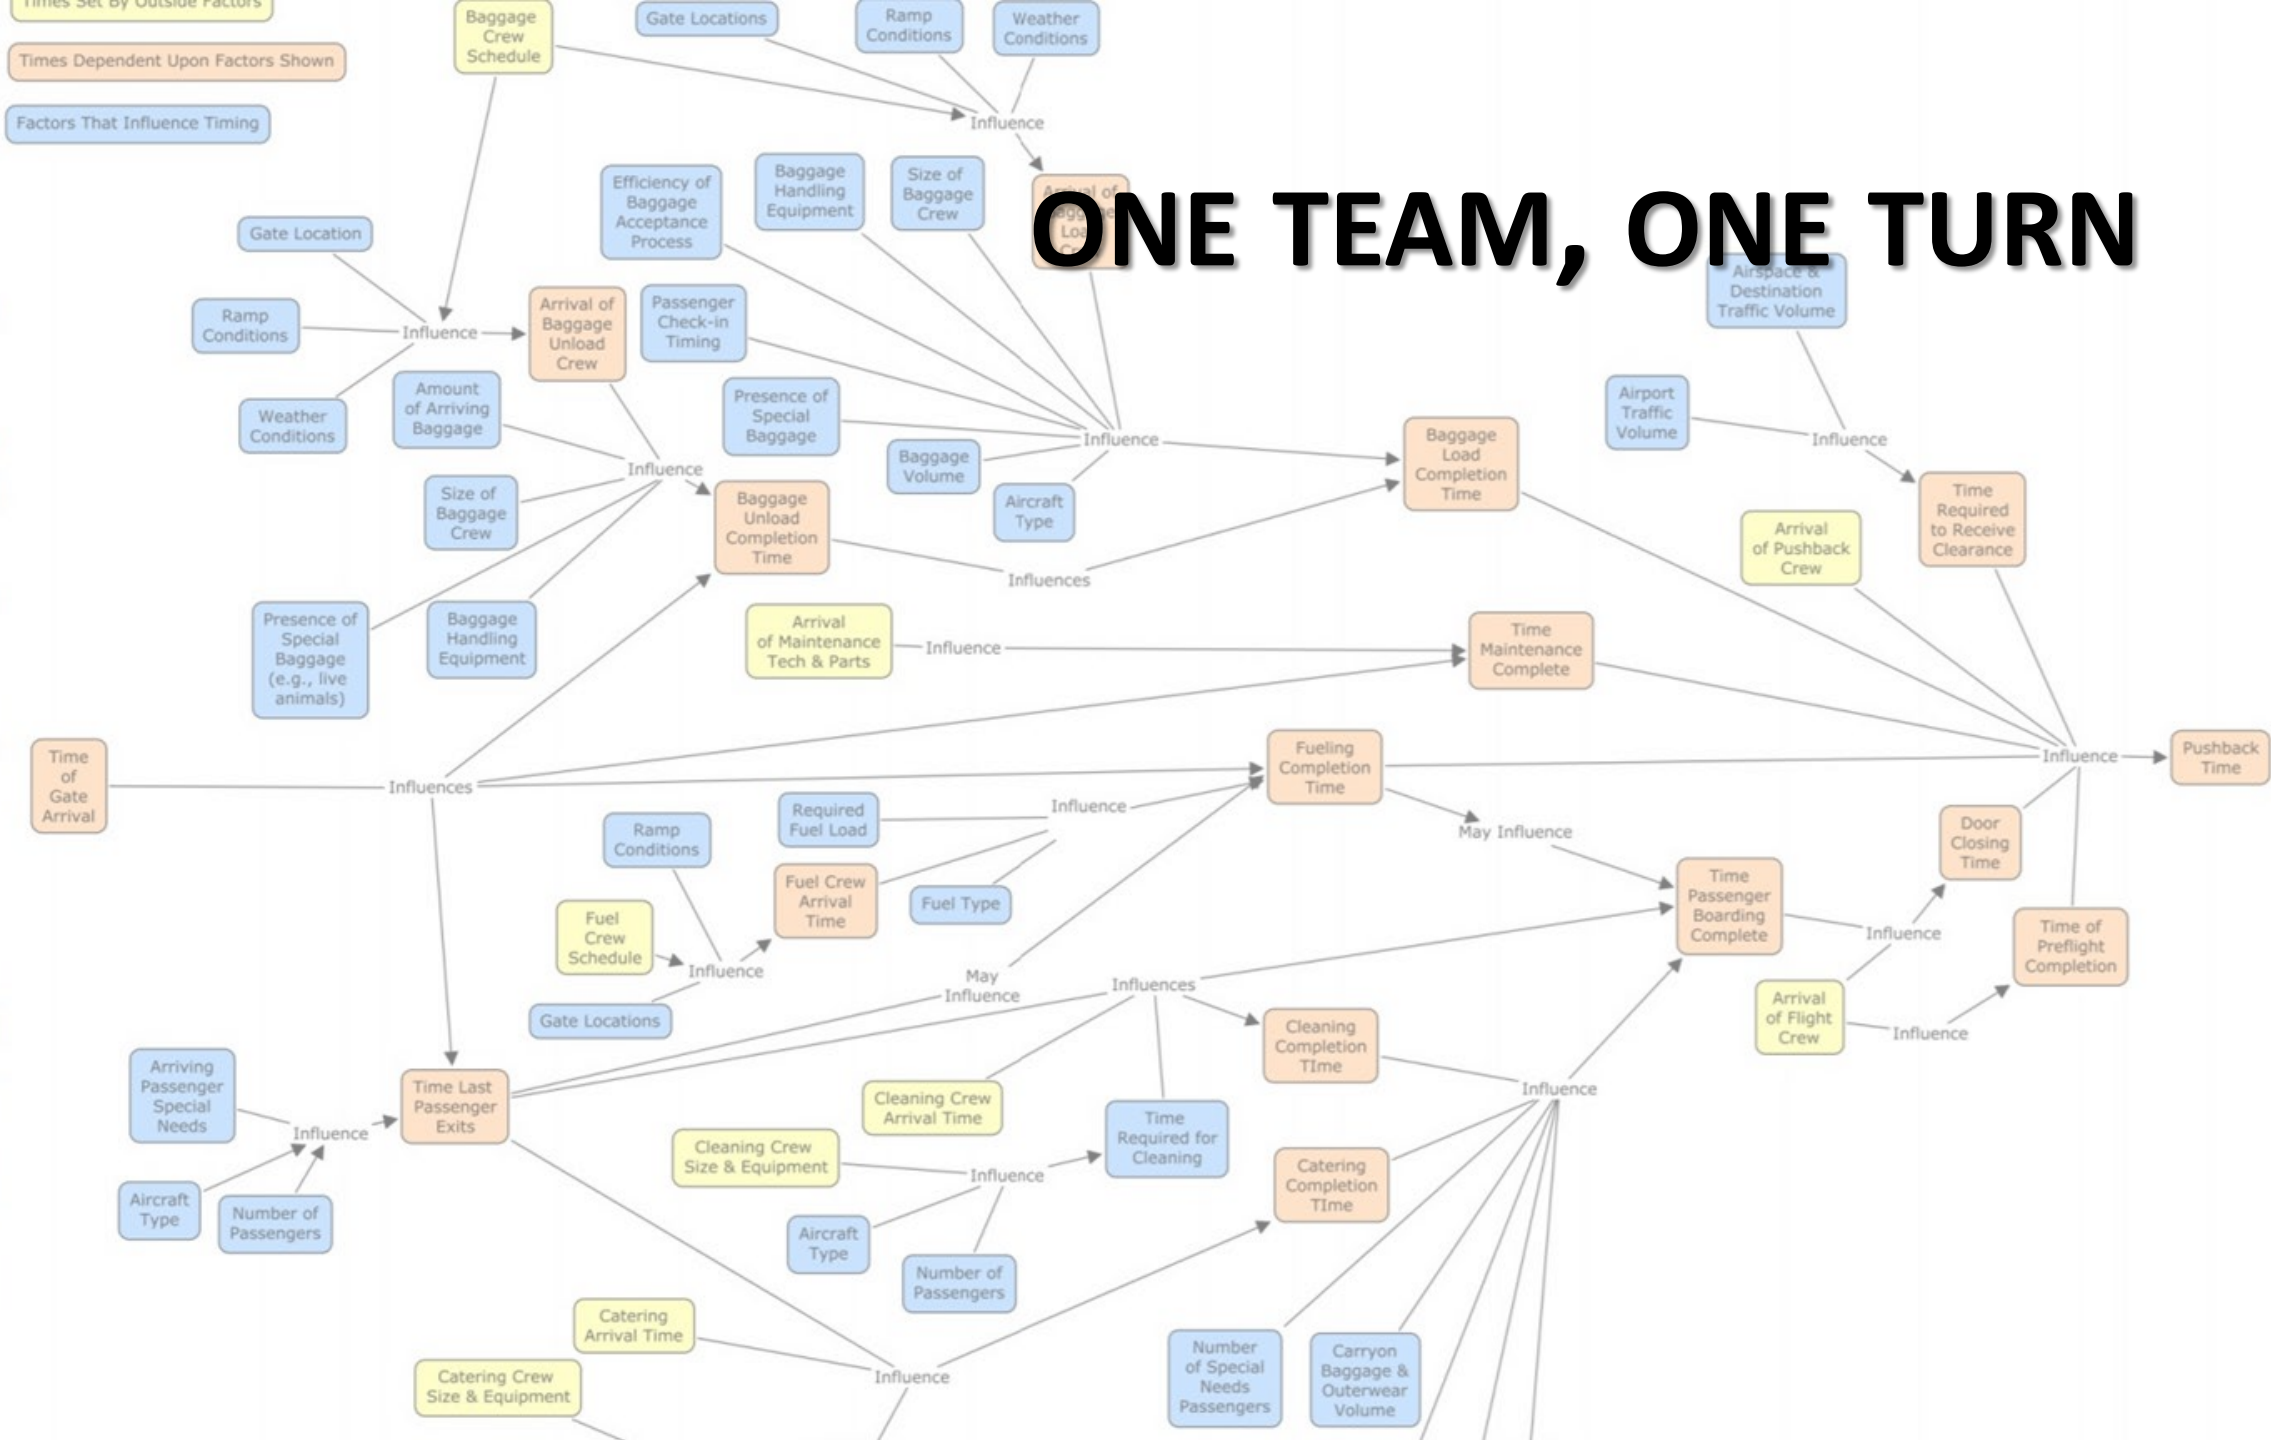 Times Set By Outside Factors
Times Dependent Upon Factors Shown
Factors That Influence Timing
Baggage
Crew
Schedule
Gate Locations
Ramp
Conditions
Weather
Conditions
Influence
Efficiency of
Baggage
Acceptance
Process
Baggage
Handling
Equipment
Size of
Baggage
Crew
Arrival of
Baggage
Load
Crew
ONE TEAM, ONE TURN
Airspace &
Destination
Traffic Volume
Gate Location
Ramp
Conditions
Influence
Weather
Conditions
Arrival of
Baggage
Unload
Crew
Passenger
Check-in
Timing
Amount
of Arriving
Baggage
Presence of
Special
Baggage
Baggage
Volume
Aircraft
Type
Influence
Baggage
Load
Completion
Time
Airport
Traffic
Volume
Influence
Time
Required
to Receive
Clearance
Arrival
of Pushback
Crew
Influence
Size of
Baggage
Crew
Baggage
Unload
Completion
Time
Influences
Presence of
Special
Baggage
(e.g., live
animals)
Baggage
Handling
Equipment
Arrival
of Maintenance
Tech & Parts
Influence
Time
Maintenance
Complete
Time
of
Gate
Arrival
Influences
Fueling
Completion
Time
Influence
Pushback
Time
Required
Fuel Load
Influence
Ramp
Conditions
May Influence
Door
Closing
Time
Fuel Crew
Arrival
Time
Fuel Type
Fuel
Crew
Schedule
Influence
Gate Locations
Time
Passenger
Boarding
Complete
Influence
Time of
Preflight
Completion
May
Influence
Influences
Arrival
of Flight
Crew
Influence
Cleaning
Completion
TIme
Arriving
Passenger
Special
Needs
Influence
Time Last
Passenger
Exits
Aircraft
Type
Number of
Passengers
Cleaning Crew
Arrival Time
Time
Required for
Cleaning
Influence
Cleaning Crew
Size & Equipment
Influence
Aircraft
Type
Number of
Passengers
Catering
Completion
TIme
Catering
Arrival Time
Catering Crew
Size & Equipment
Influence
Number
of Special
Needs
Passengers
Carryon
Baggage &
Outerwear
Volume